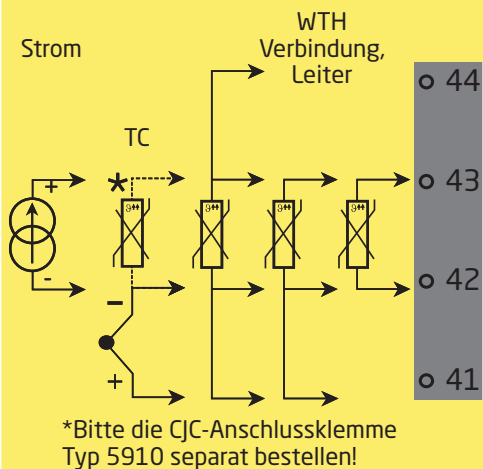 WTH
Strom
Verbindung,
Leiter
44
TC
*
43
+
ϑ
ϑ
ϑ
ϑ
-
42
−
+
41
*Bitte die CJC-Anschlussklemme
Typ 5910 separat bestellen!